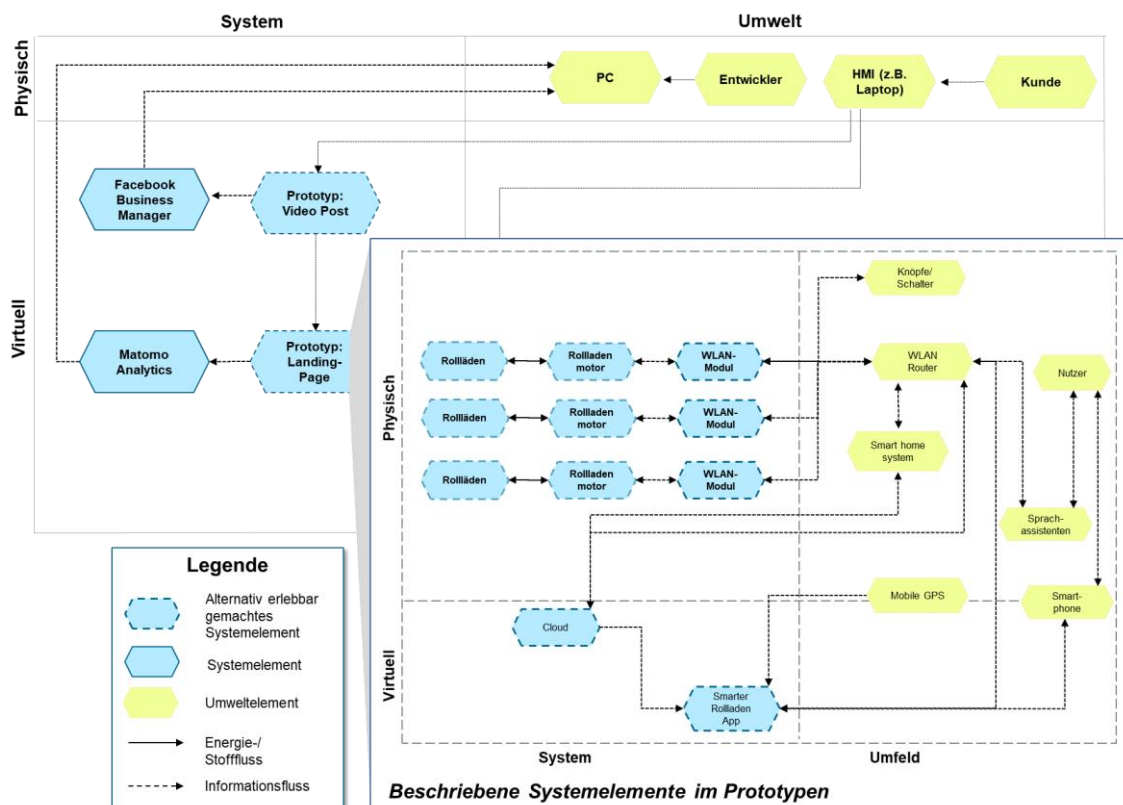 System
Umwelt
Physisch
PC
Entwickler
HMI (z.B.
Laptop)
Kunde
Virtuell
Facebook
Business
Manager
Prototyp:
Video Post
Matomo
Analytics
Prototyp:
Landing-
Page
Physisch
Knöpfe/
Schalter
Rollläden
Rollladen
motor
WLAN-
Modul
WLAN
Router
Nutzer
Rollläden
Rollladen
motor
WLAN-
Modul
Smart home
system
Rollläden
Rollladen
motor
WLAN-
Modul
Sprach-
assistenten
Virtuell
Mobile GPS
Smart-
phone
Cloud
Smarter
Rollladen
App
System
Umfeld
Beschriebene Systemelemente im Prototypen
Legende
Alternativ erlebbar
gemachtes
Systemelement
Systemelement
Umweltelement
Energie-/
Stofffluss
Informationsfluss